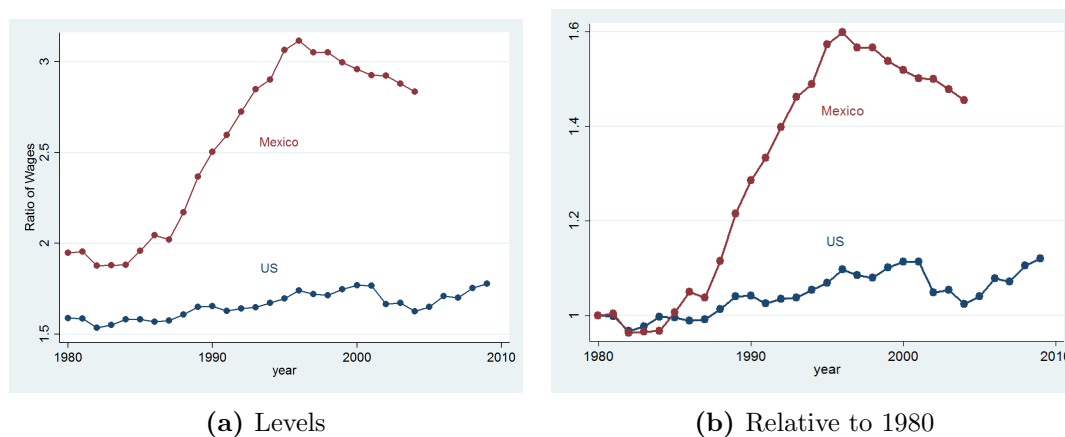 Ratio of Wages
3
2.5
2
1.5
Mexico
US
1980
1990
2000
2010
year
(a) Levels
1.6
1.4
1.2
1
Mexico
US
1980
1990
2000
2010
year
(b) Relative to 1980